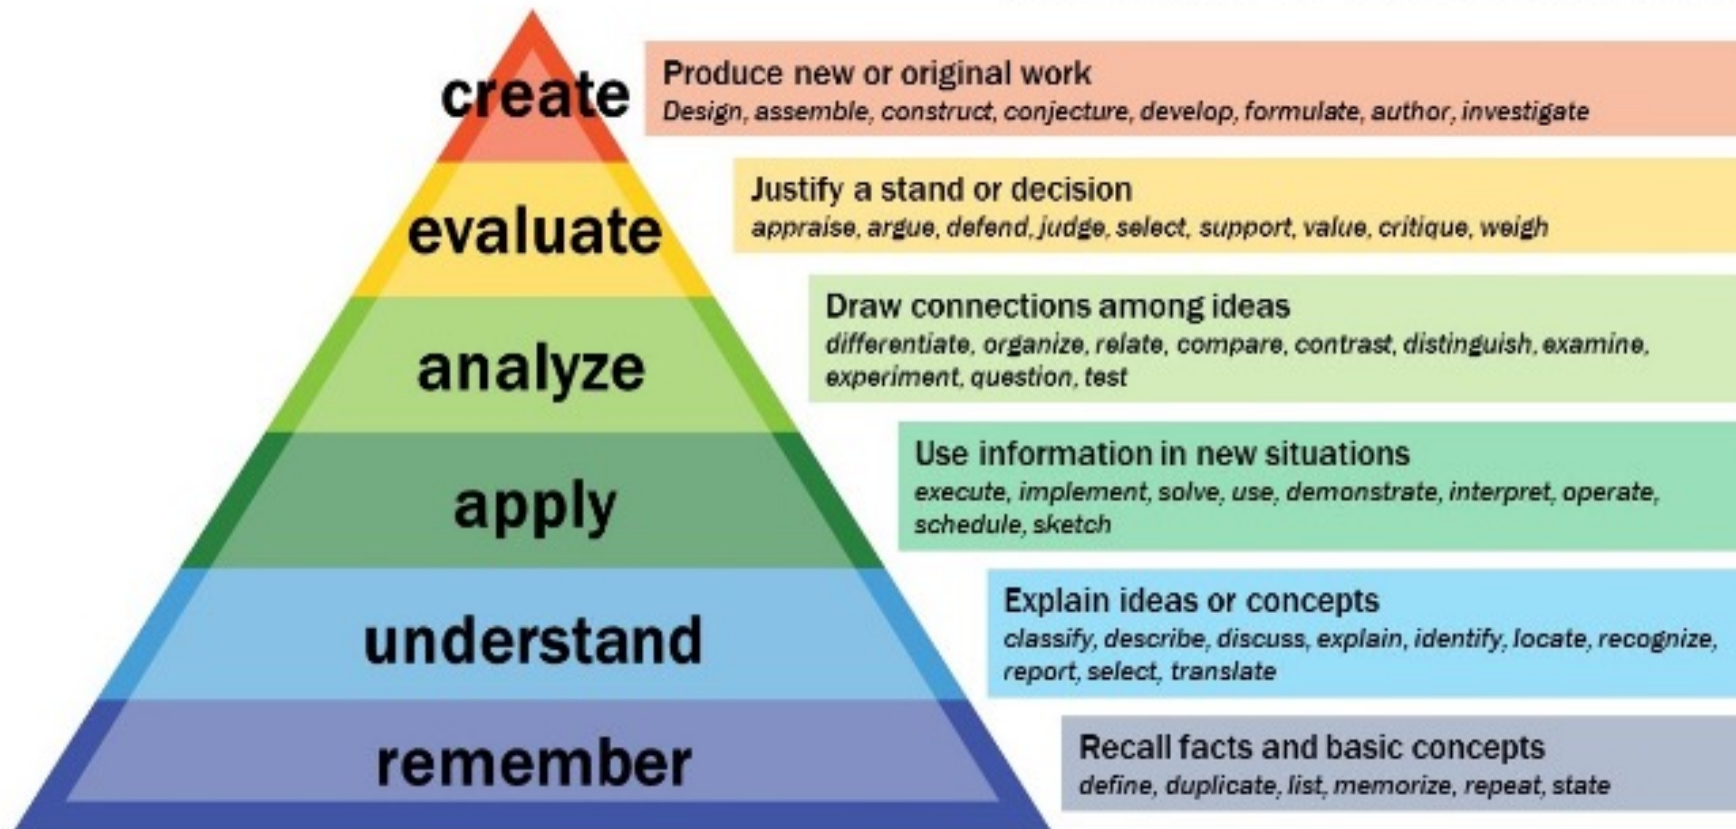 create
Produce new or original work
Design, assemble, construct, conjecture, develop, formulate, author, investigate
evaluate
Justify a stand or decision
appraise, argue, defend, judge, select, support, value, critique, weigh
analyze
Draw connections among ideas
differentiate, organize, relate, compare, contrast, distinguish, examine,
experiment, question, test
apply
Use information in new situations
execute, implement, solve, use, demonstrate, interpret, operate,
schedule, sketch
understand
Explain ideas or concepts
classify, describe, discuss, explain, identify, locate, recognize,
report, select, translate
remember
Recall facts and basic concepts
define, duplicate, list, memorize, repeat, state